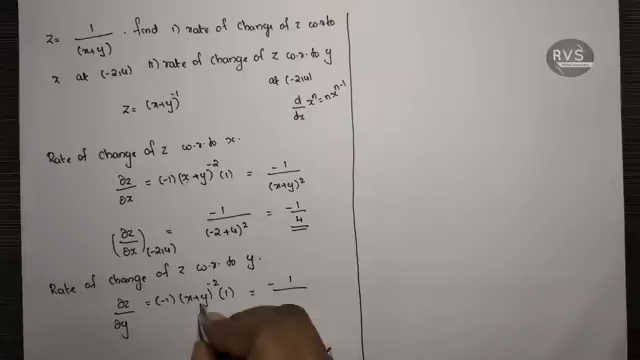 z = 1/(x+y) . find i) rate of change of z w.r. to
x at (-2,4) ii) rate of change of z w.r. to y
at (-2,4)
z = (x+y)^-1
d/dx x^n = nx^n-1
Rate of change of z w.r. to x.
∂z/∂x = (-1)(x+y)^-2 (1) = -1/(x+y)^2
(∂z/∂x)(-2,4) = -1/(-2+4)^2 = -1/4
Rate of change of z w.r. to y.
∂z/∂y = (-1)(x+y)^-2 (1) = -1
RVS